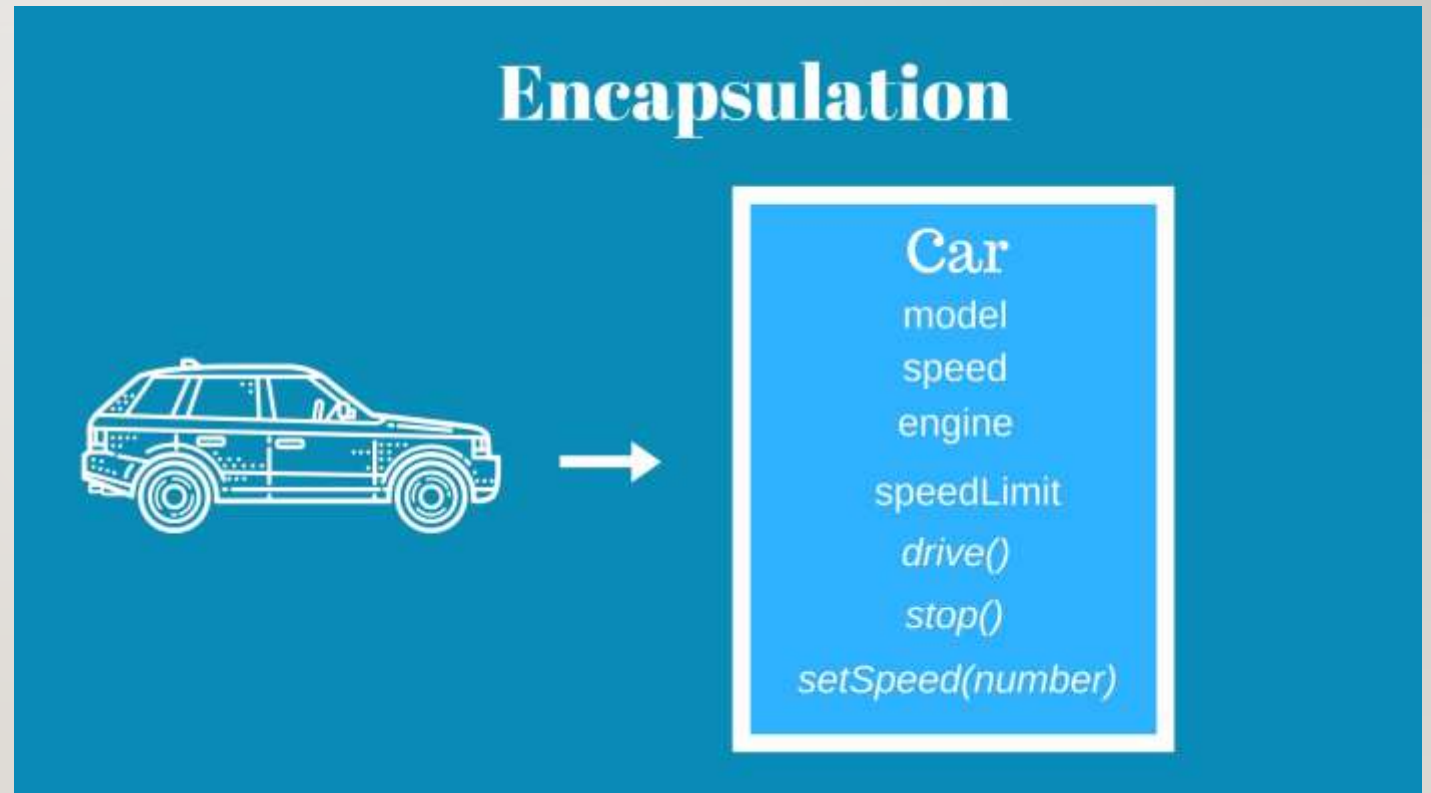 Encapsulation
Car
model
speed
engine
speedLimit
drive()
stop()
setSpeed(number)